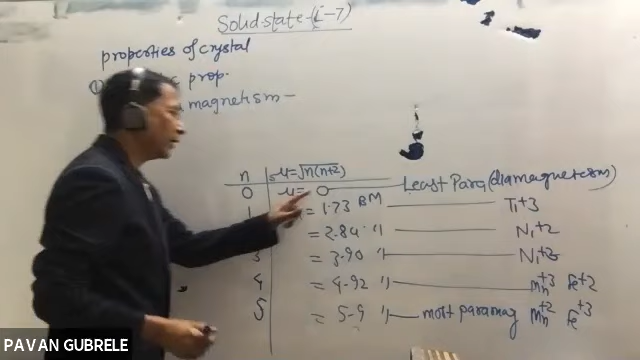 Solid state (L-7)
properties of crystal
① prop.
magnetism -
n μ = √n(n+2)
0 μ = 0 Least Para (diamagnetism)
1 = 1.73 BM Ti+3
= 2.84 " Ni+2
3 = 3.90 "
4 = 4.92 " Mn+3 Fe+2
5 = 5.9 " most paramag Mn+2 Fe+3
PAVAN GUBRELE